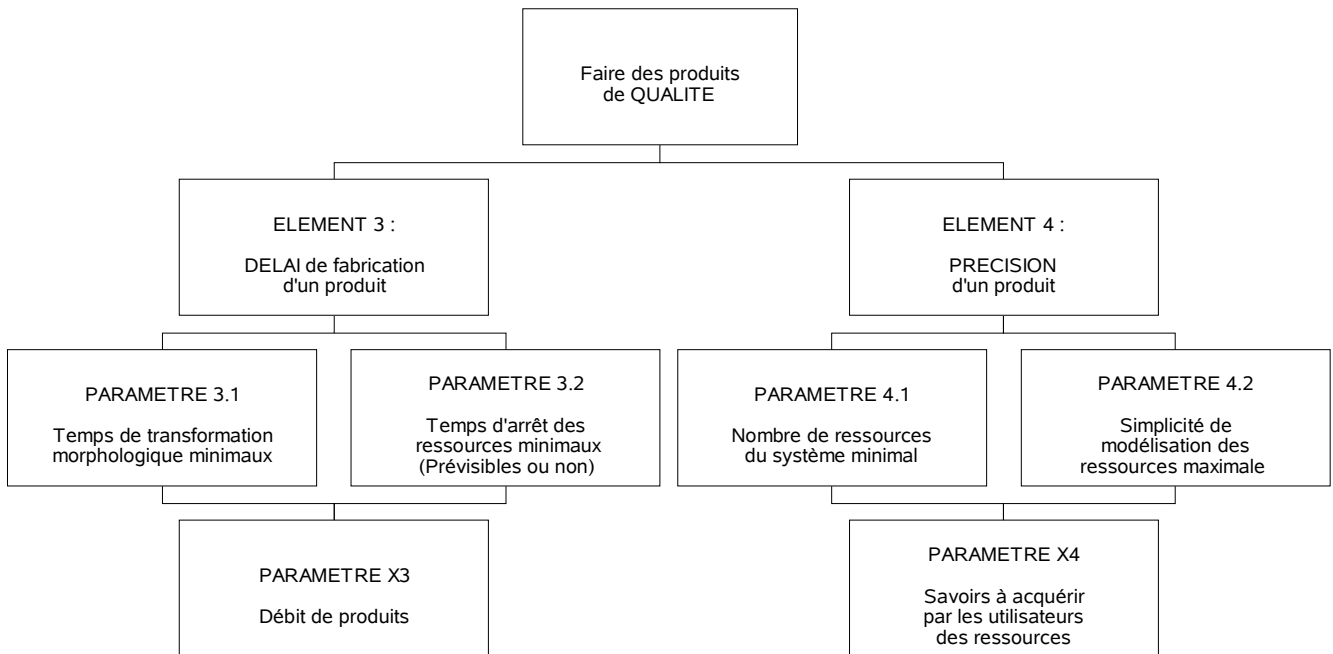 Faire des produits
de QUALITE
ELEMENT 3 :
DELAI de fabrication
d'un produit
ELEMENT 4 :
PRECISION
d'un produit
PARAMETRE 3.1
Temps de transformation
morphologique minimaux
PARAMETRE 3.2
Temps d'arrêt des
ressources minimaux
(Prévisibles ou non)
PARAMETRE 4.1
Nombre de ressources
du système minimal
PARAMETRE 4.2
Simplicité de
modélisation des
ressources maximale
PARAMETRE X3
Débit de produits
PARAMETRE X4
Savoirs à acquérir
par les utilisateurs
des ressources